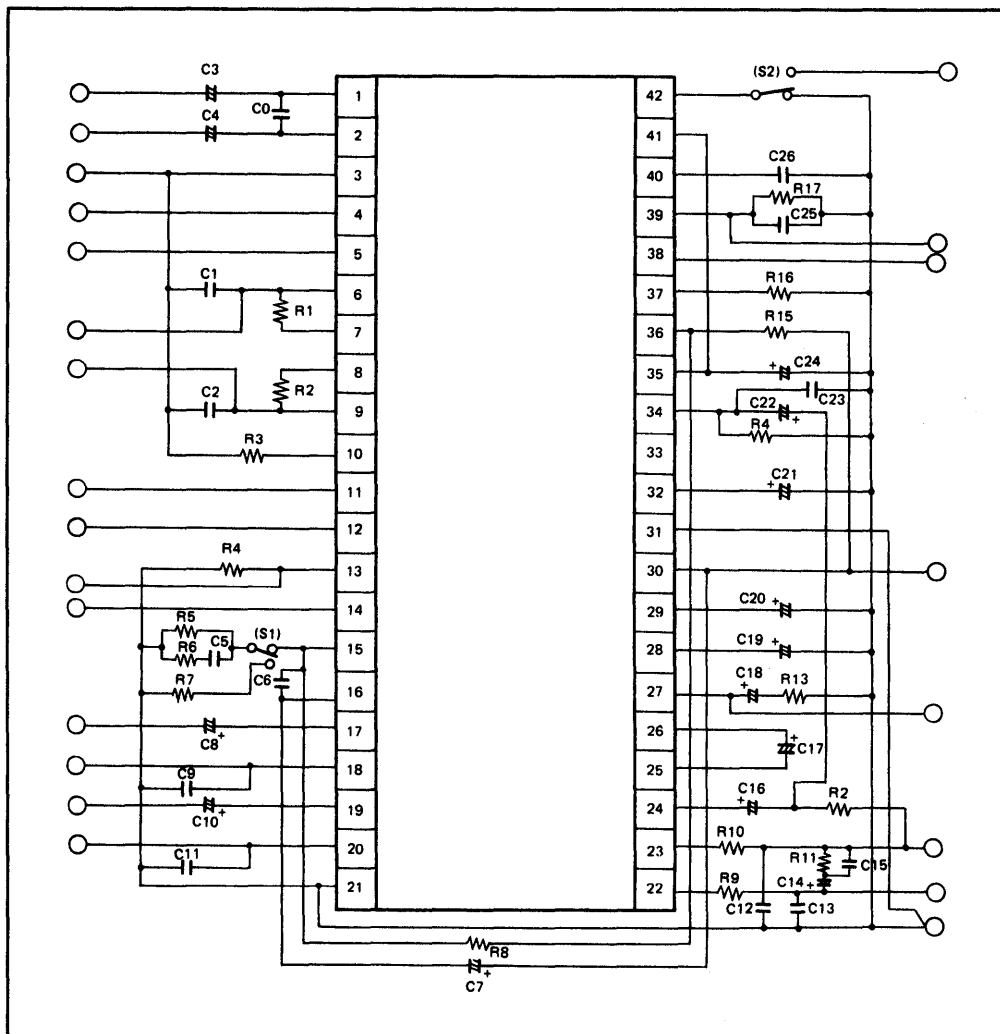 C3
C0
C4
C1
R1
C2
R2
R3
R4
R5
(S1)
R6
C5
R7
C6
C8
+
C9
C10
+
C11
1
2
3
4
5
6
7
8
9
10
11
12
13
14
15
16
17
18
19
20
21
42
41
40
39
38
37
36
35
34
33
32
31
30
29
28
27
26
25
24
23
22
(S2)
C26
R17
C25
R16
R15
+
C24
C23
C22
+
R4
+
C21
C20
+
C19
+
C18
+
R13
+
C17
C16
+
R2
R10
R11
C15
R9
C14
+
C12
C13
R8
C7
+